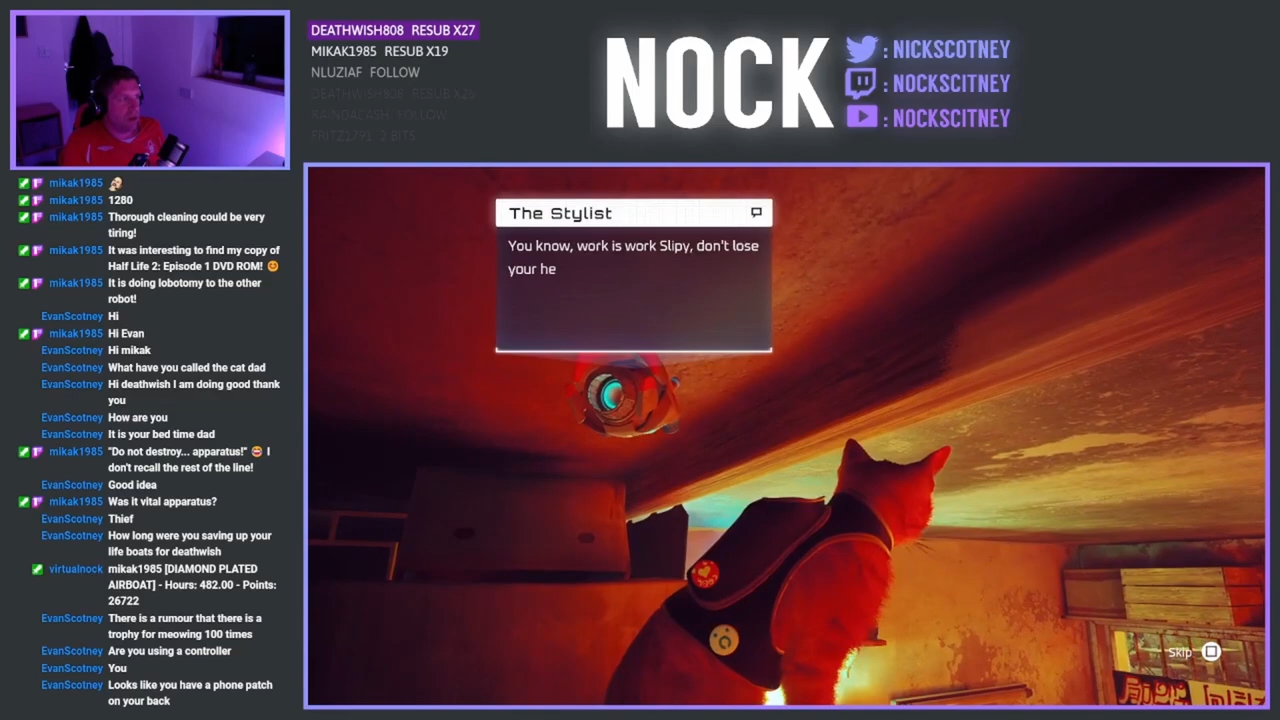 DEATHWISH808 RESUB X27
MIKAK1985 RESUB X19
NLUZIAF FOLLOW
DEATHWISH808 RESUB X26
FRITZ1791 2 BITS
NOCK
: NICKSCOTNEY
: NOCKSCITNEY
: NOCKSCITNEY
mikak1985
mikak1985 1280
mikak1985 Thorough cleaning could be very
tiring!
mikak1985 It was interesting to find my copy of
Half Life 2: Episode 1 DVD ROM!
mikak1985 It is doing lobotomy to the other
robot!
EvanScotney Hi
mikak1985 Hi Evan
EvanScotney Hi mikak
EvanScotney What have you called the cat dad
EvanScotney Hi deathwish I am doing good thank
you
EvanScotney How are you
EvanScotney It is your bed time dad
mikak1985 "Do not destroy... apparatus!" I
don't recall the rest of the line!
EvanScotney Good idea
mikak1985 Was it vital apparatus?
EvanScotney Thief
EvanScotney How long were you saving up your
life boats for deathwish
virtualnock mikak1985 [DIAMOND PLATED
AIRBOAT] - Hours: 482.00 - Points:
26722
EvanScotney There is a rumour that there is a
trophy for meowing 100 times
EvanScotney Are you using a controller
EvanScotney You
EvanScotney Looks like you have a phone patch
on your back
The Stylist
You know, work is work Slipy, don't lose
your he
Skip